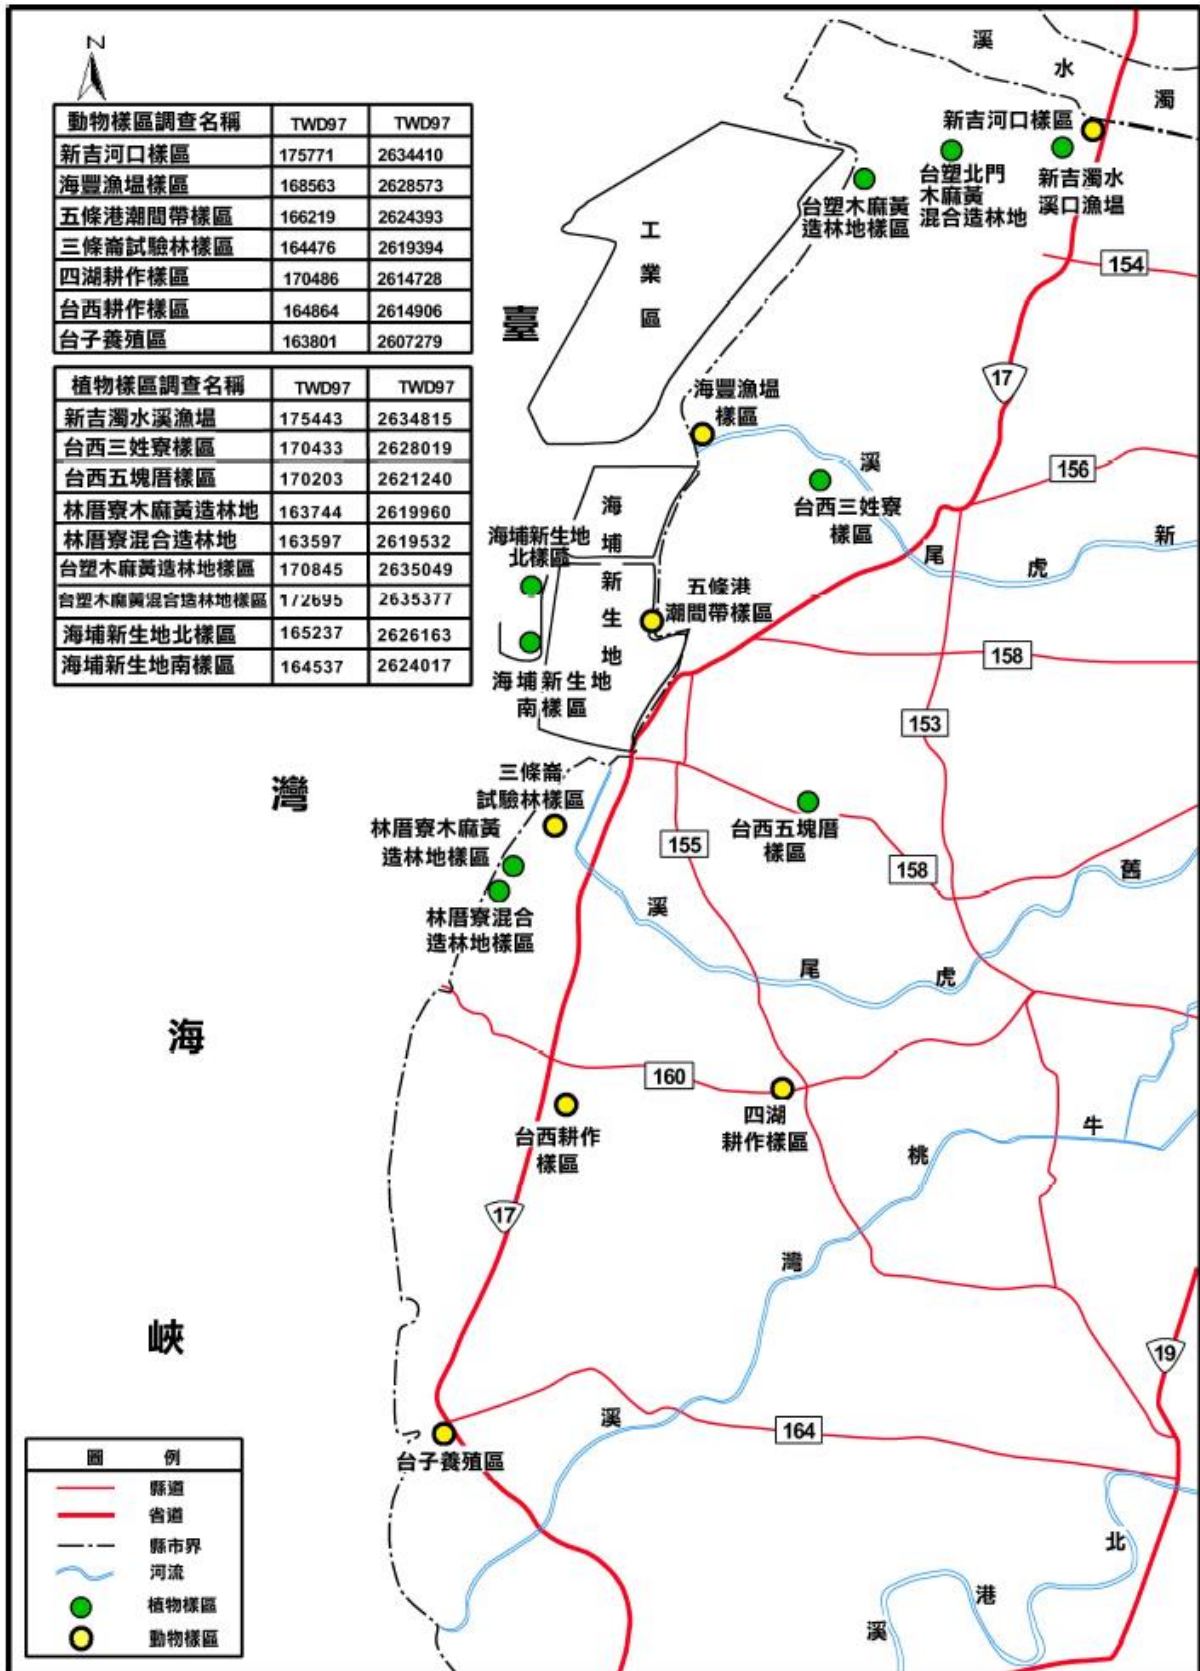 N
動物樣區調查名稱 TWD97 TWD97
新吉河口樣區 175771 2634410
海豐漁塭樣區 168563 2628573
五條港潮間帶樣區 166219 2624393
三條崙試驗林樣區 164476 2619394
四湖耕作樣區 170486 2614728
台西耕作樣區 164864 2614906
台子養殖區 163801 2607279
植物樣區調查名稱 TWD97 TWD97
新吉濁水溪漁塭 175443 2634815
台西三姓寮樣區 170433 2628019
台西五塊厝樣區 170203 2621240
林厝寮木麻黃造林地 163744 2619960
林厝寮混合造林地 163597 2619532
台塑木麻黃造林地樣區 170845 2635049
台塑木麻黃混合造林地樣區 172695 2635377
海埔新生地北樣區 165237 2626163
海埔新生地南樣區 164537 2624017
溪
水
濁
新吉河口樣區
新吉濁水
溪口漁塭
台塑北門
木麻黃
混合造林地
台塑木麻黃
造林地樣區
154
工
業
區
臺
17
海豐漁塭
樣區
溪
156
台西三姓寮
樣區
尾
虎
新
海
埔
新
生
地
海埔新生地
北樣區
五條港
潮間帶樣區
海埔新生地
南樣區
158
153
三條崙
試驗林樣區
灣
林厝寮木麻黃
造林地樣區
155
台西五塊厝
樣區
158
舊
林厝寮混合
造林地樣區
溪
尾
虎
海
160
台西耕作
樣區
四湖
耕作樣區
牛
桃
17
灣
峽
19
溪
164
台子養殖區
北
港
溪
圖 例
縣道
省道
縣市界
河流
植物樣區
動物樣區